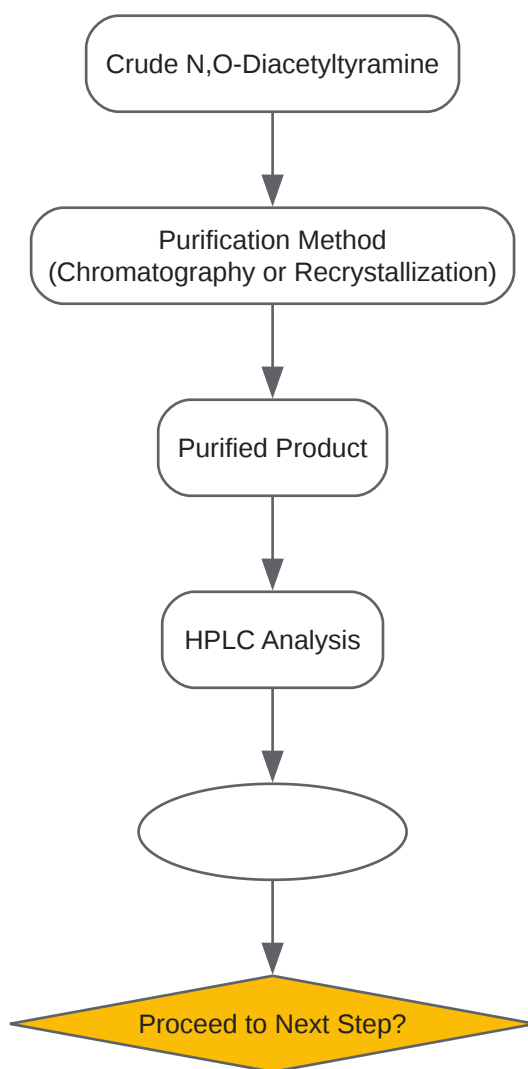 Crude N,O-Diacetyltyramine
Purification Method
(Chromatography or Recrystallization)
Purified Product
HPLC Analysis
Proceed to Next Step?